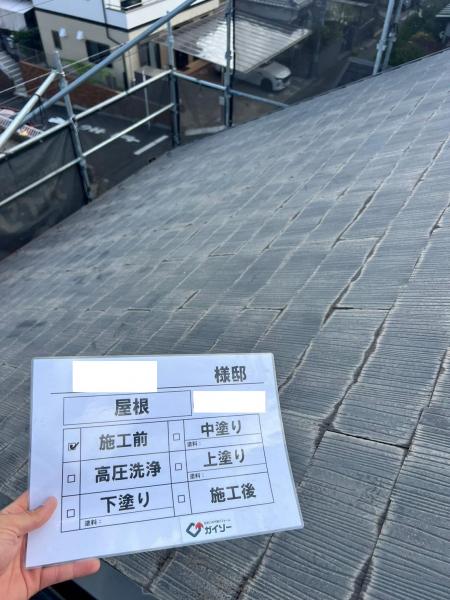 様邸
屋根
☑ 施工前 □ 中塗り
塗料：
□ 高圧洗浄 □ 上塗り
塗料：
□ 下塗り □ 施工後
塗料：
ガイソー